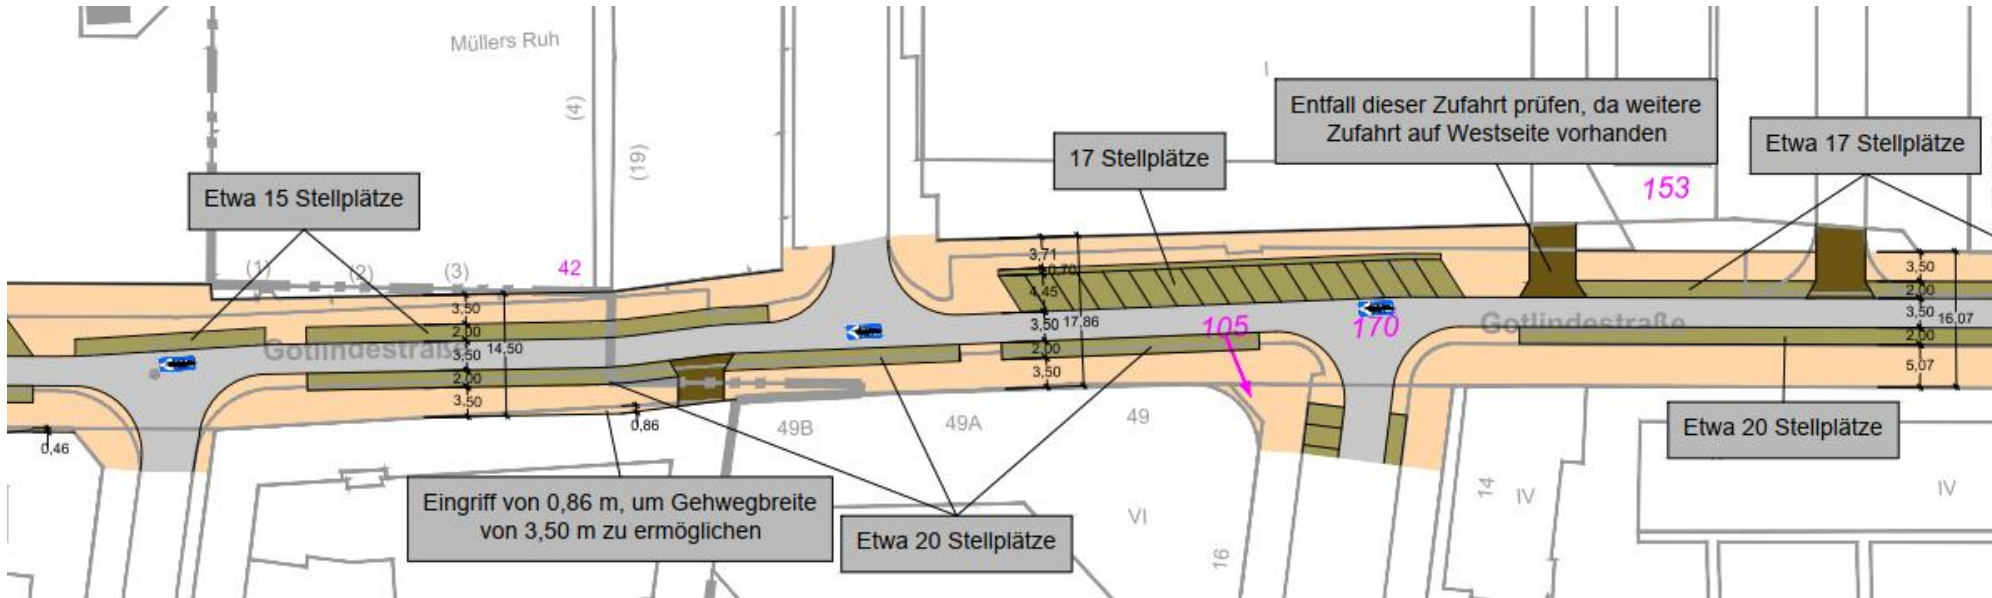 Müllers Ruh
(4)
(19)
I
Entfall dieser Zufahrt prüfen, da weitere
Zufahrt auf Westseite vorhanden
17 Stellplätze
Etwa 17 Stellplätze
153
Etwa 15 Stellplätze
(1)
(2)
(3)
42
3,50
2,00
3,50
2,00
3,50
14,50
3,71
0,70
4,45
3,50
2,00
3,50
17,86
3,50
2,00
3,50
2,00
5,07
16,07
Gotlindestraße
105
170
Gotlindestraße
0,46
0,86
49B
49A
49
Etwa 20 Stellplätze
Eingriff von 0,86 m, um Gehwegbreite
von 3,50 m zu ermöglichen
Etwa 20 Stellplätze
VI
16
14
IV
IV